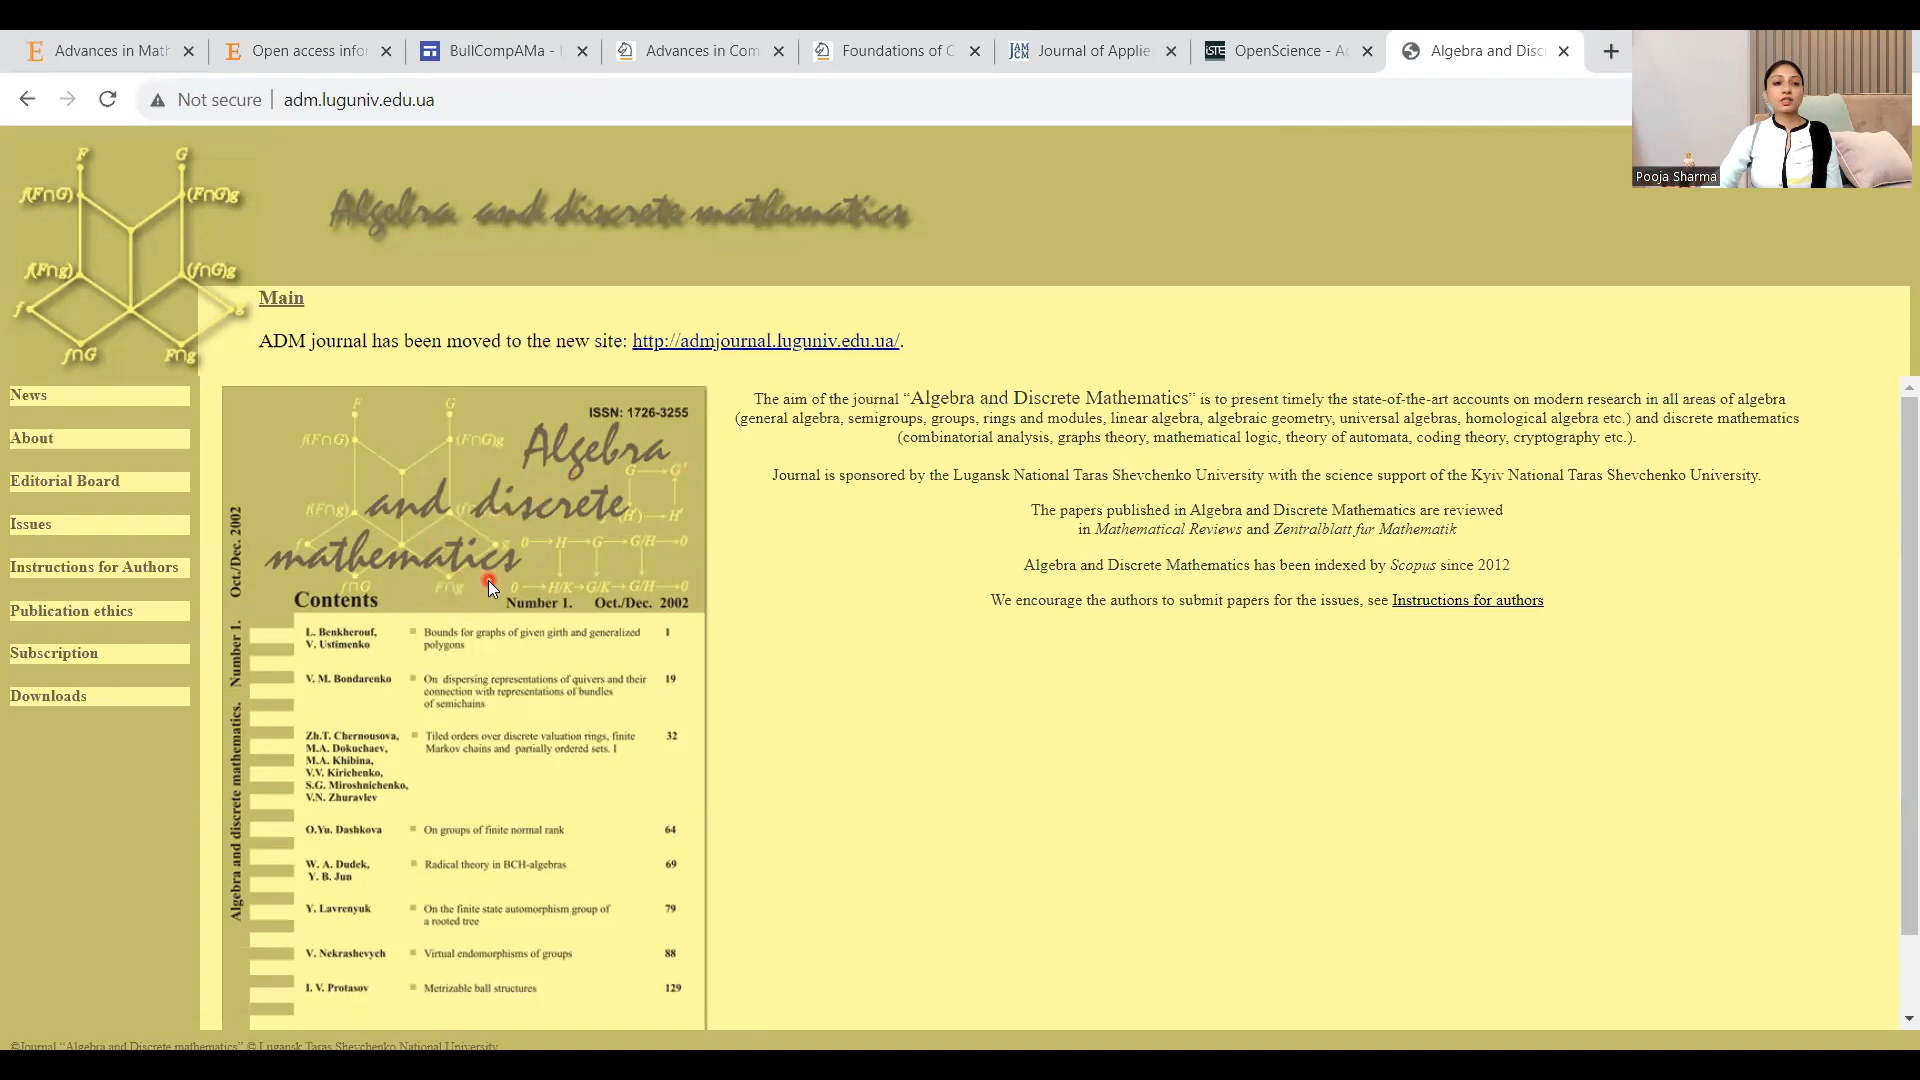 Advances in Math
Open access infor
BullCompAMa -
Advances in Com
Foundations of C
JAM
CM
Journal of Applie
iSTE
OpenScience - A
Algebra and Disc
Not secure
adm.luguniv.edu.ua
Pooja Sharma
F G
f(F∩G) (F∩G)g
f(F∩g) (f∩G)g
f g
f∩G F∩g
Algebra and discrete mathematics
Main
ADM journal has been moved to the new site: http://admjournal.luguniv.edu.ua/.
News
About
Editorial Board
Issues
Instructions for Authors
Publication ethics
Subscription
Downloads
ISSN: 1726-3255
F G
f(F∩G) (F∩G)g
Algebra
G G'
f(F∩g)
and discrete
H'
mathematics
0 H G G/H 0
f∩G F∩g
0 H/K G/K G/H 0
Contents
Number 1. Oct./Dec. 2002
Algebra and discrete mathematics. Number 1. Oct./Dec. 2002
L. Benkherouf, Bounds for graphs of given girth and generalized 1
V. Ustimenko polygons
V. M. Bondarenko On dispersing representations of quivers and their 19
connection with representations of bundles
of semichains
Zh.T. Chernousova, Tiled orders over discrete valuation rings, finite 32
M.A. Dokuchaev, Markov chains and partially ordered sets. I
M.A. Khibina,
V.V. Kirichenko,
S.G. Miroshnichenko,
V.N. Zhuravlev
O.Yu. Dashkova On groups of finite normal rank 64
W. A. Dudek, Radical theory in BCH-algebras 69
Y. B. Jun
Y. Lavrenyuk On the finite state automorphism group of 79
a rooted tree
V. Nekrashevych Virtual endomorphisms of groups 88
I. V. Protasov Metrizable ball structures 129
The aim of the journal “Algebra and Discrete Mathematics” is to present timely the state-of-the-art accounts on modern research in all areas of algebra
(general algebra, semigroups, groups, rings and modules, linear algebra, algebraic geometry, universal algebras, homological algebra etc.) and discrete mathematics
(combinatorial analysis, graphs theory, mathematical logic, theory of automata, coding theory, cryptography etc.).
Journal is sponsored by the Lugansk National Taras Shevchenko University with the science support of the Kyiv National Taras Shevchenko University.
The papers published in Algebra and Discrete Mathematics are reviewed
in Mathematical Reviews and Zentralblatt fur Mathematik
Algebra and Discrete Mathematics has been indexed by Scopus since 2012
We encourage the authors to submit papers for the issues, see Instructions for authors
©Journal “Algebra and Discrete mathematics” © Lugansk Taras Shevchenko National University